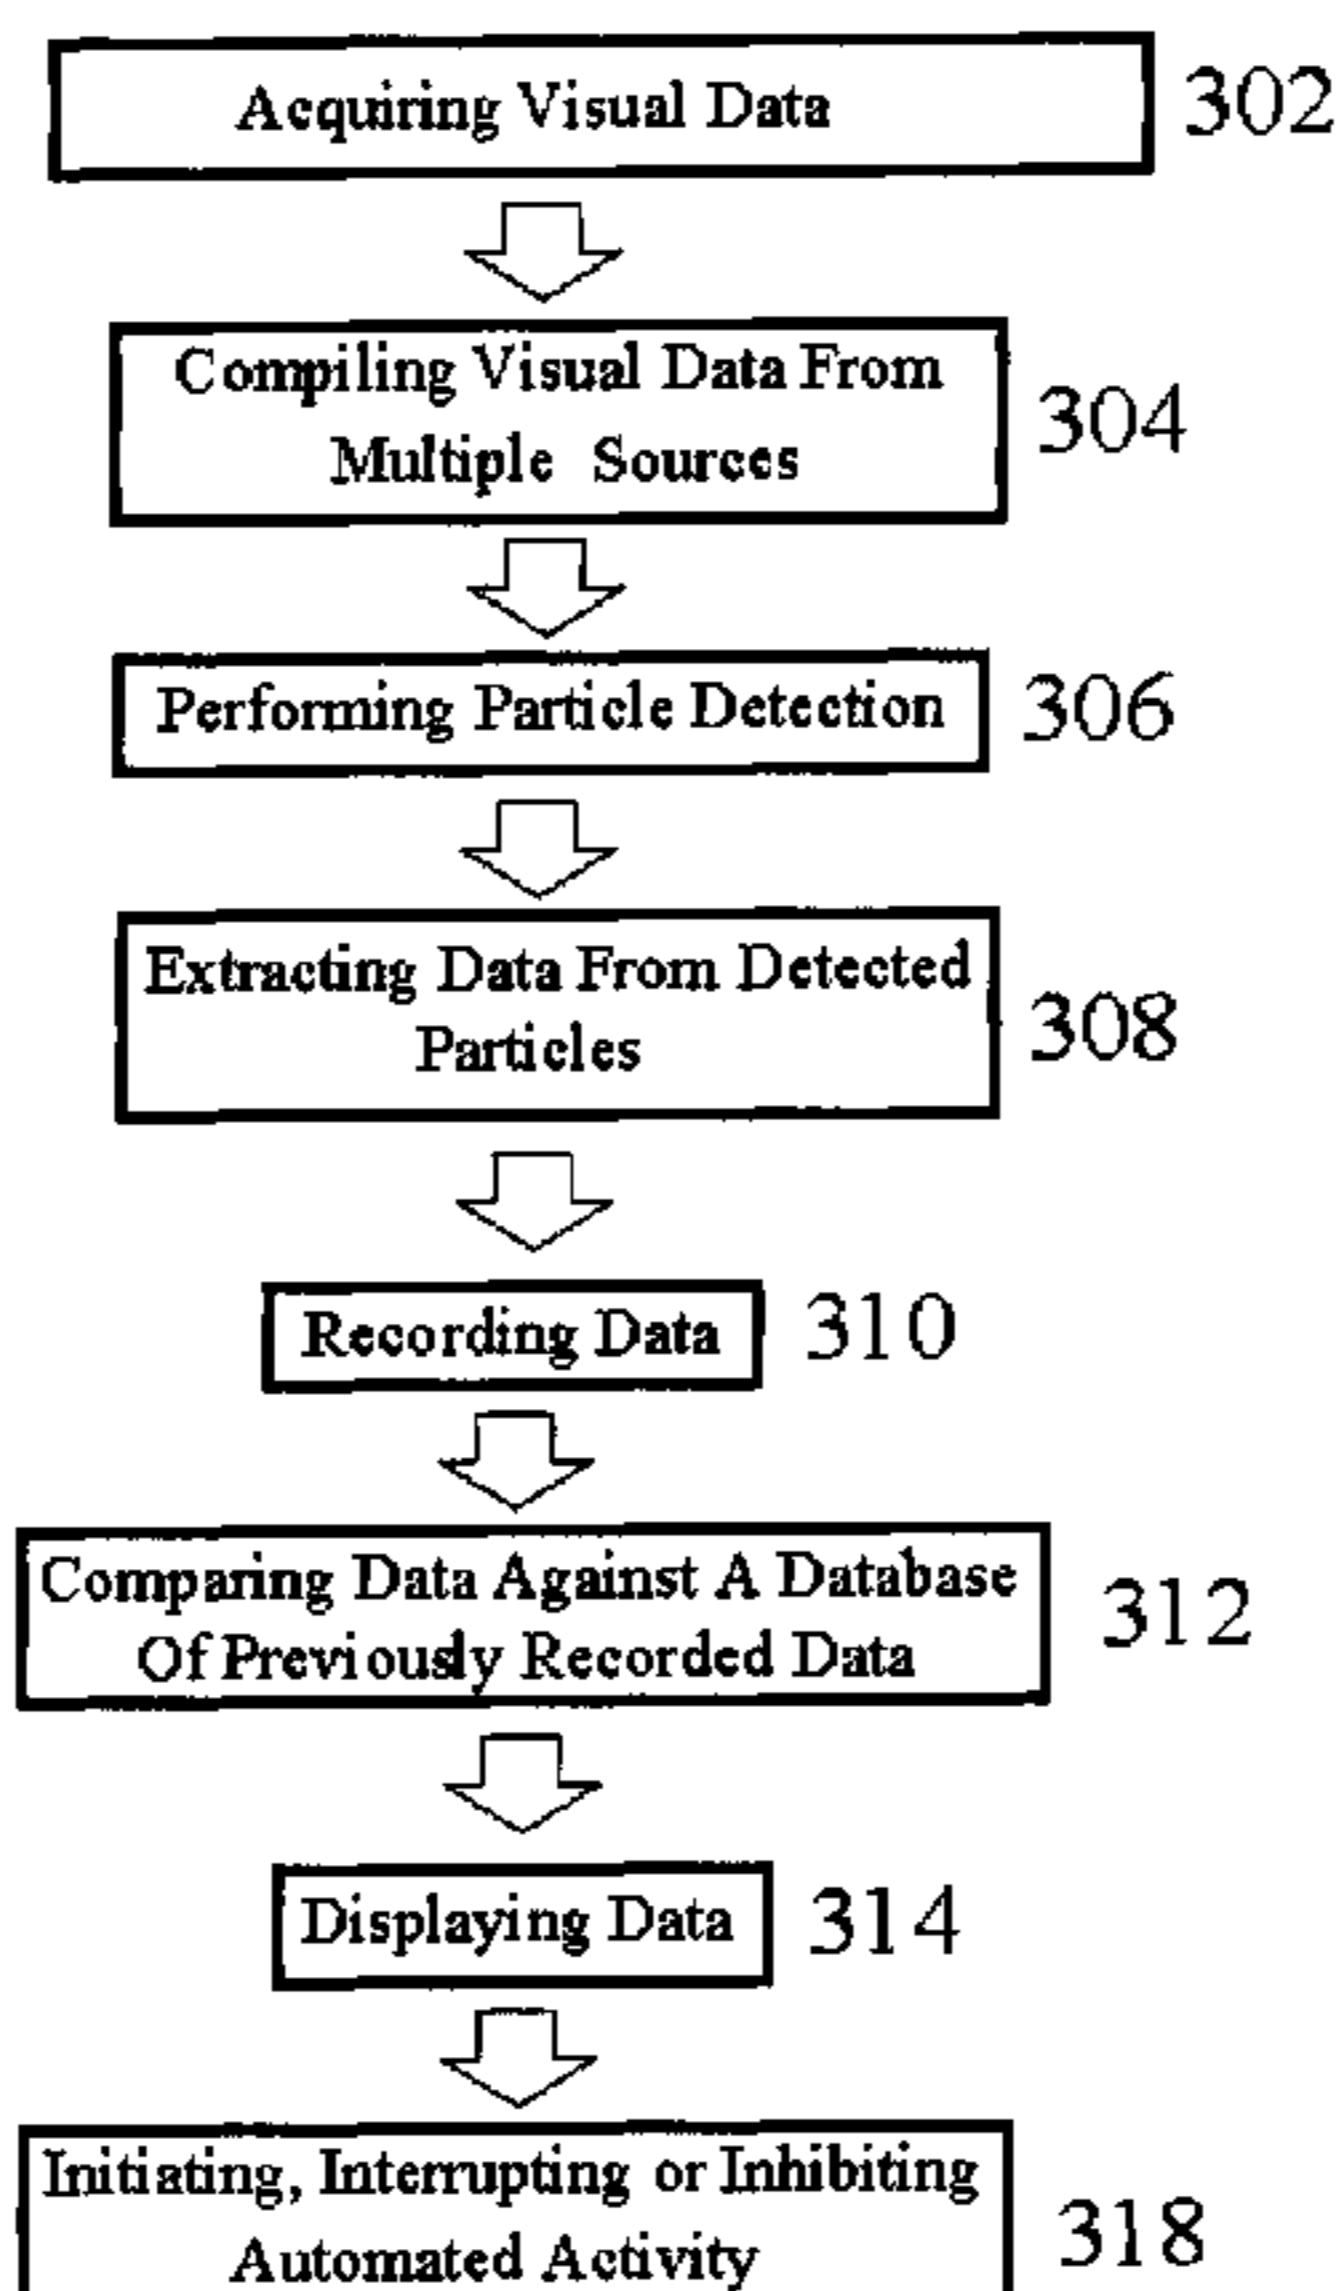 Acquiring Visual Data 302
Compiling Visual Data From
Multiple Sources
304
Performing Particle Detection 306
Extracting Data From Detected
Particles
308
Recording Data 310
Comparing Data Against A Database
Of Previously Recorded Data
312
Displaying Data 314
Initiating, Interrupting or Inhibiting
Automated Activity
318